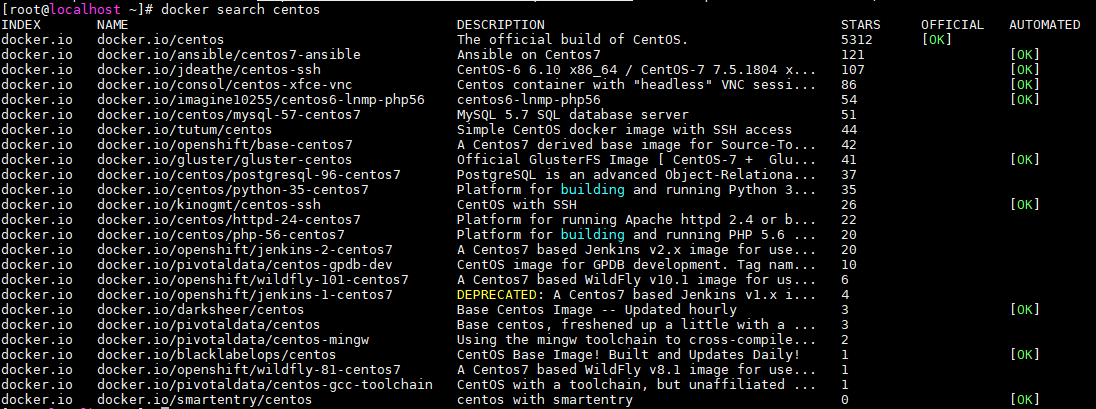 [root@localhost ~]# docker search centos
INDEX NAME DESCRIPTION STARS OFFICIAL AUTOMATED
docker.io docker.io/centos The official build of CentOS. 5312 [OK]
docker.io docker.io/ansible/centos7-ansible Ansible on Centos7 121 [OK]
docker.io docker.io/jdeathe/centos-ssh CentOS-6 6.10 x86_64 / CentOS-7 7.5.1804 x... 107 [OK]
docker.io docker.io/consol/centos-xfce-vnc Centos container with "headless" VNC sessi... 86 [OK]
docker.io docker.io/imagine10255/centos6-lnmp-php56 centos6-lnmp-php56 54 [OK]
docker.io docker.io/centos/mysql-57-centos7 MySQL 5.7 SQL database server 51
docker.io docker.io/tutum/centos Simple CentOS docker image with SSH access 44
docker.io docker.io/openshift/base-centos7 A Centos7 derived base image for Source-To... 42
docker.io docker.io/gluster/gluster-centos Official GlusterFS Image [ CentOS-7 + Glu... 41 [OK]
docker.io docker.io/centos/postgresql-96-centos7 PostgreSQL is an advanced Object-Relationa... 37
docker.io docker.io/centos/python-35-centos7 Platform for building and running Python 3... 35
docker.io docker.io/kinogmt/centos-ssh CentOS with SSH 26 [OK]
docker.io docker.io/centos/httpd-24-centos7 Platform for running Apache httpd 2.4 or b... 22
docker.io docker.io/centos/php-56-centos7 Platform for building and running PHP 5.6 ... 20
docker.io docker.io/openshift/jenkins-2-centos7 A Centos7 based Jenkins v2.x image for use... 20
docker.io docker.io/pivotaldata/centos-gpdb-dev CentOS image for GPDB development. Tag nam... 10
docker.io docker.io/openshift/wildfly-101-centos7 A Centos7 based WildFly v10.1 image for us... 6
docker.io docker.io/openshift/jenkins-1-centos7 DEPRECATED: A Centos7 based Jenkins v1.x i... 4
docker.io docker.io/darksheer/centos Base Centos Image -- Updated hourly 3 [OK]
docker.io docker.io/pivotaldata/centos Base centos, freshened up a little with a ... 3
docker.io docker.io/pivotaldata/centos-mingw Using the mingw toolchain to cross-compile... 2
docker.io docker.io/blacklabelops/centos CentOS Base Image! Built and Updates Daily! 1 [OK]
docker.io docker.io/openshift/wildfly-81-centos7 A Centos7 based WildFly v8.1 image for use... 1
docker.io docker.io/pivotaldata/centos-gcc-toolchain CentOS with a toolchain, but unaffiliated ... 1
docker.io docker.io/smartentry/centos centos with smartentry 0 [OK]